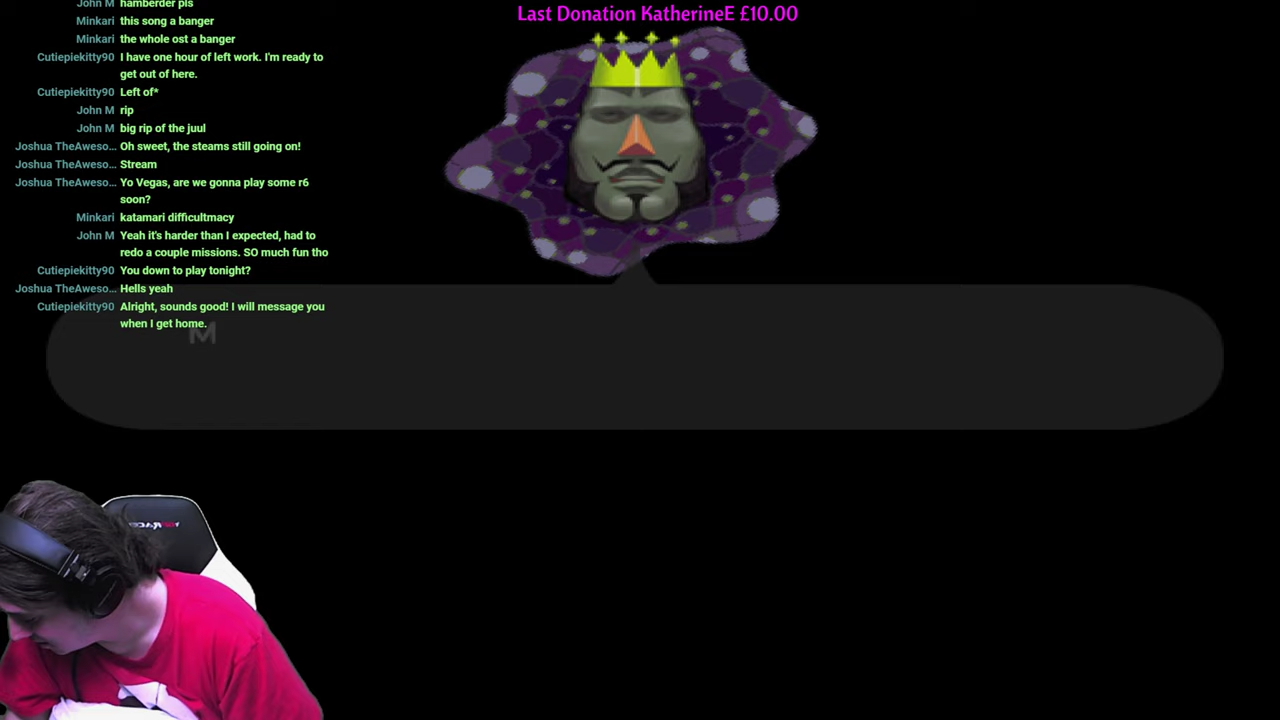 Last Donation KatherineE £10.00
John M hamberder pls
Minkari this song a banger
Minkari the whole ost a banger
Cutiepiekitty90 I have one hour of left work. I'm ready to
get out of here.
Cutiepiekitty90 Left of*
John M rip
John M big rip of the juul
Joshua TheAweso... Oh sweet, the steams still going on!
Joshua TheAweso... Stream
Joshua TheAweso... Yo Vegas, are we gonna play some r6
soon?
Minkari katamari difficultmacy
John M Yeah it's harder than I expected, had to
redo a couple missions. SO much fun tho
Cutiepiekitty90 You down to play tonight?
Joshua TheAweso... Hells yeah
Cutiepiekitty90 Alright, sounds good! I will message you
when I get home.
M